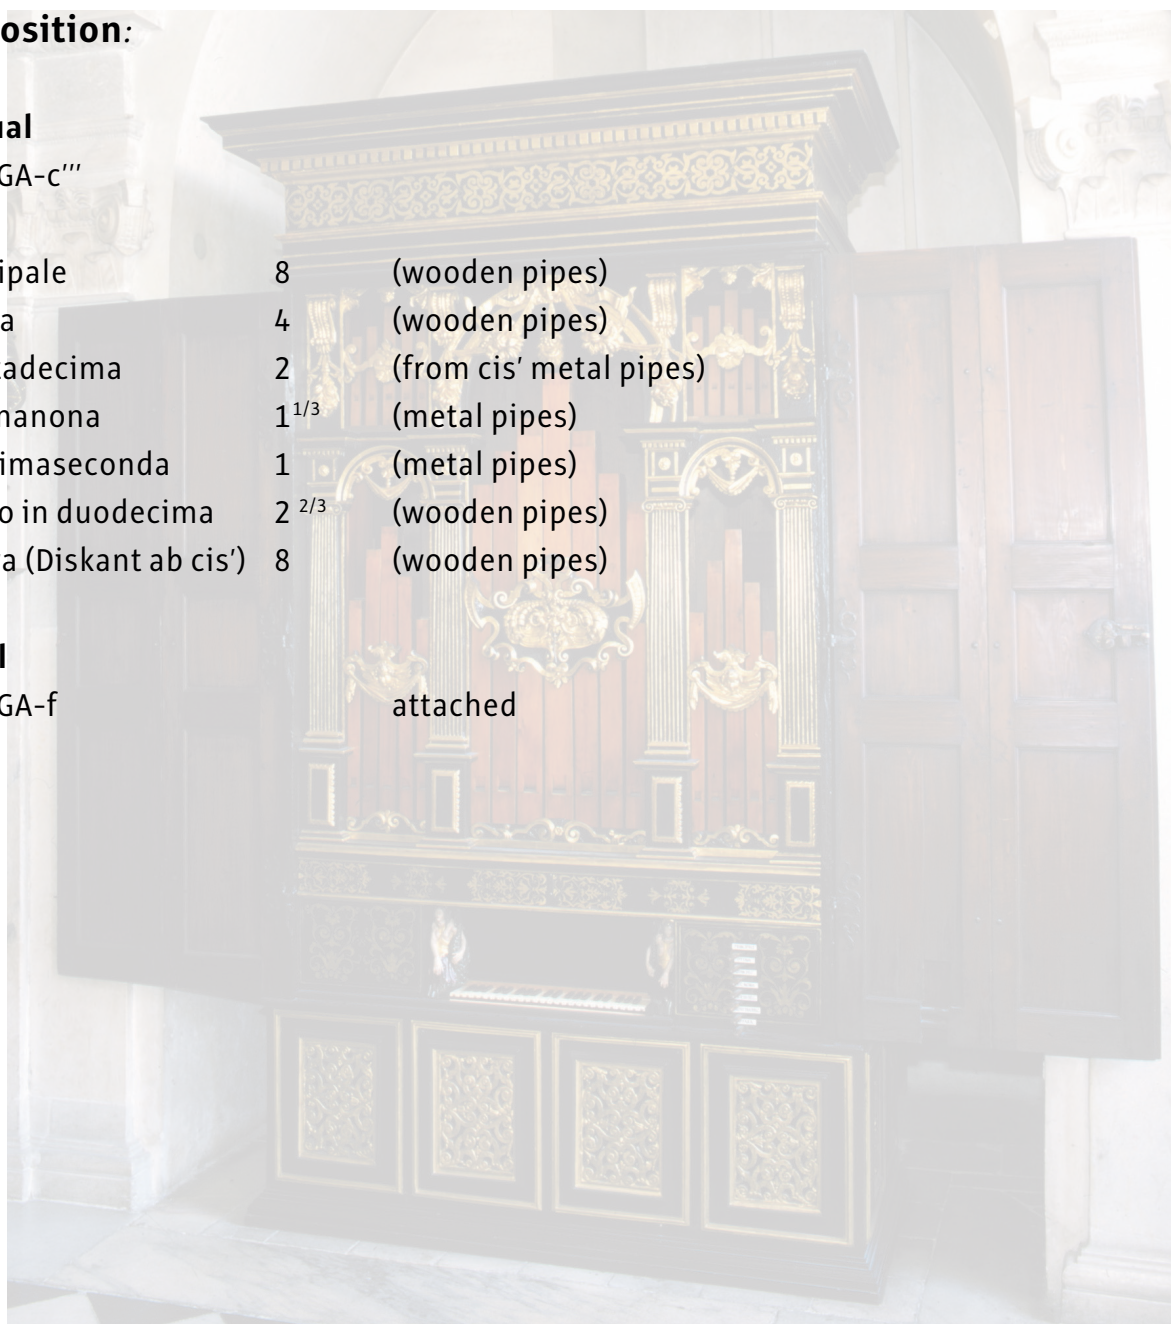 osition:
ual
GA-c'''
ipale 8 (wooden pipes)
a 4 (wooden pipes)
tadecima 2 (from cis' metal pipes)
nanona 1 1/3 (metal pipes)
imaseconda 1 (metal pipes)
o in duodecima 2 2/3 (wooden pipes)
a (Diskant ab cis') 8 (wooden pipes)
l
GA-f attached